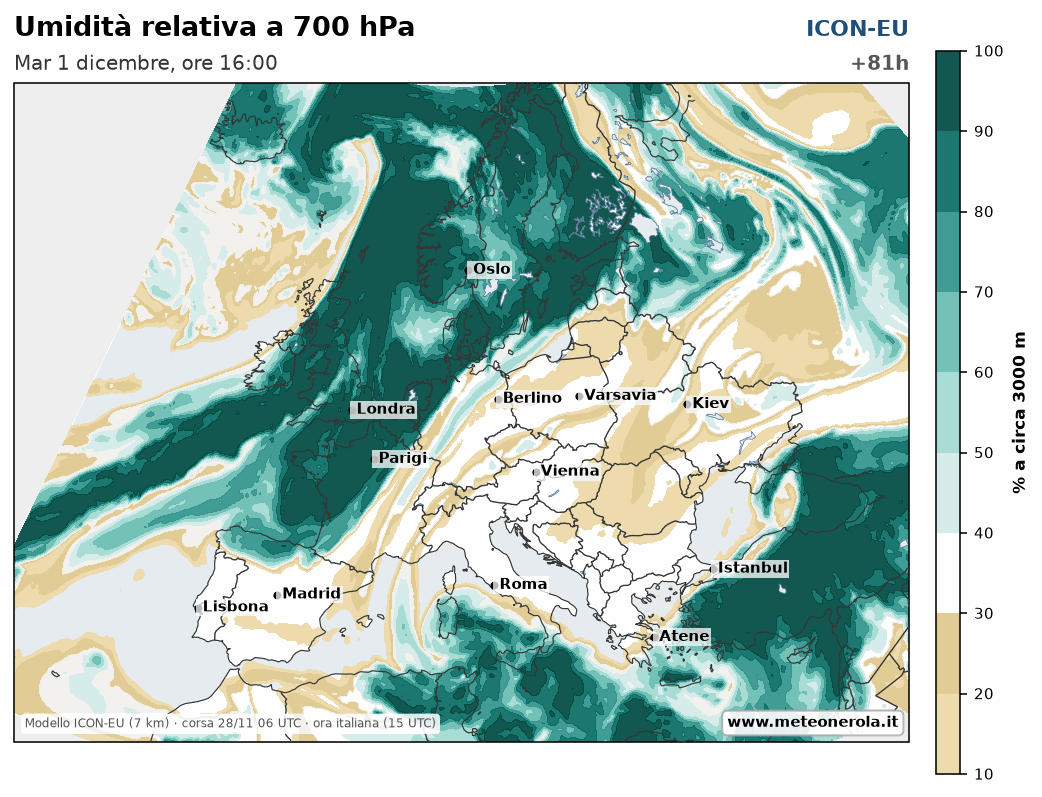 Umidità relativa a 700 hPa
ICON-EU
Mar 1 dicembre, ore 16:00
+81h
100
90
80
70
60
50
40
30
20
10
% a circa 3000 m
Oslo
Londra
Berlino
Varsavia
Kiev
Parigi
Vienna
Istanbul
Roma
Madrid
Lisbona
Atene
Modello ICON-EU (7 km) · corsa 28/11 06 UTC · ora italiana (15 UTC)
www.meteonerola.it